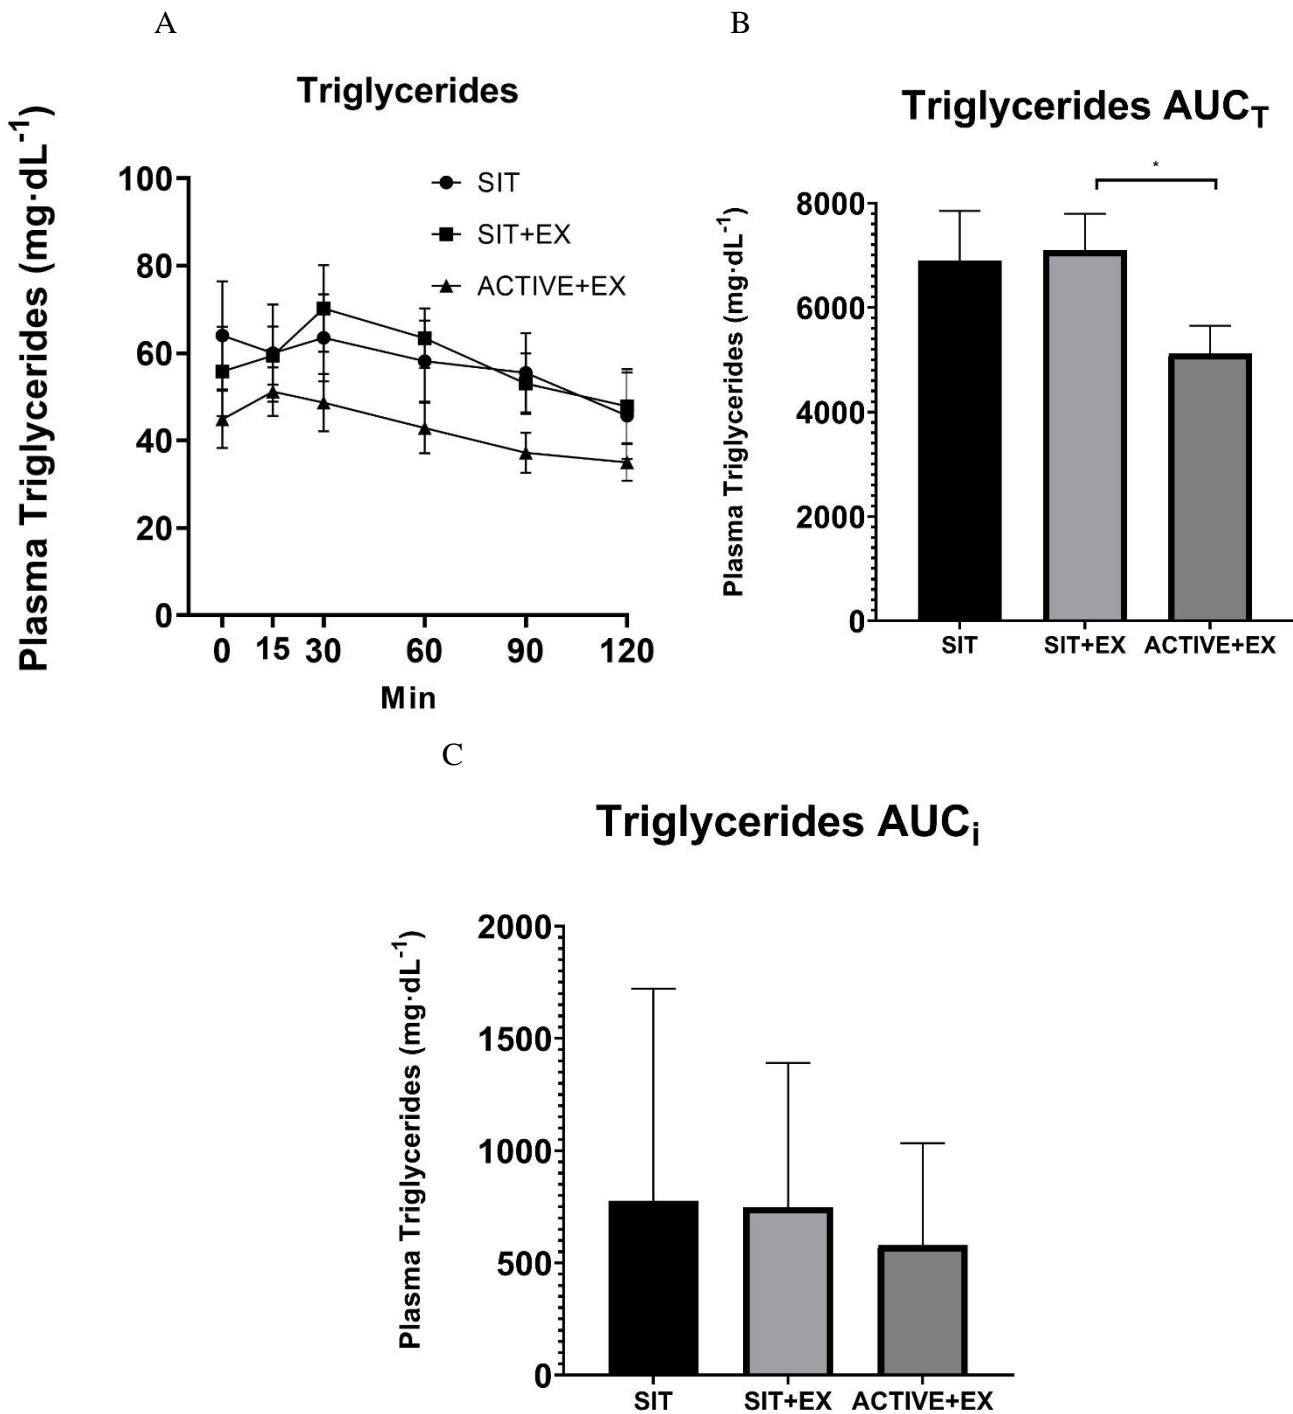 A
Triglycerides
Plasma Triglycerides (mg·dL⁻¹)
100
80
60
40
20
0
SIT
SIT+EX
ACTIVE+EX
0 15 30 60 90 120
Min
B
Triglycerides AUC_T
Plasma Triglycerides (mg·dL⁻¹)
*
8000
6000
4000
2000
0
SIT SIT+EX ACTIVE+EX
C
Triglycerides AUC_i
Plasma Triglycerides (mg·dL⁻¹)
2000
1500
1000
500
0
SIT SIT+EX ACTIVE+EX